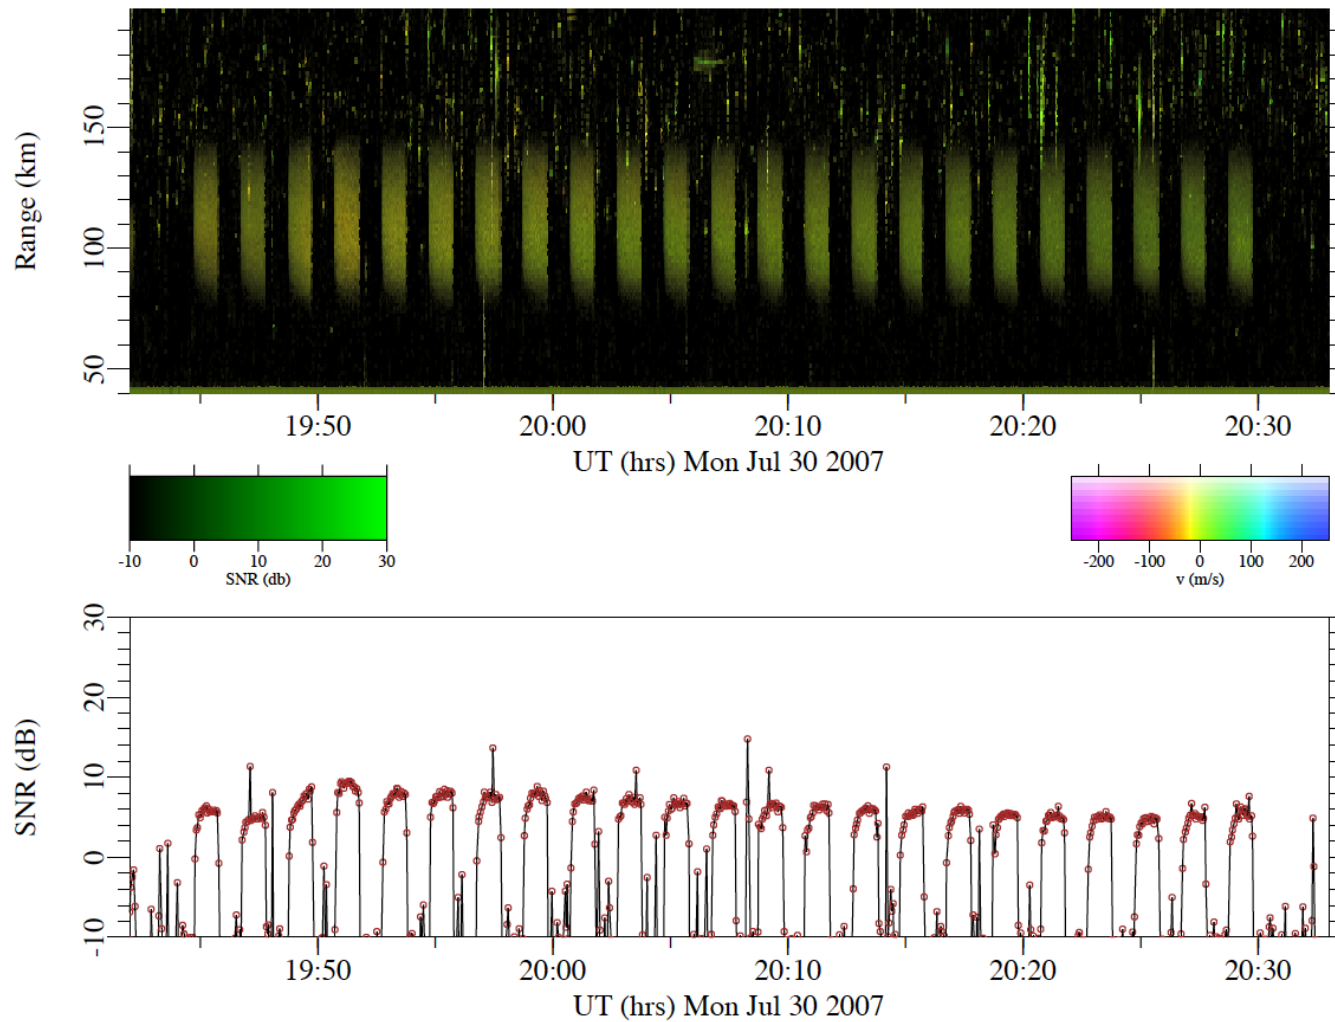 150
100
50
Range (km)
19:50 20:00 20:10 20:20 20:30
UT (hrs) Mon Jul 30 2007
-10 0 10 20 30
SNR (db)
-200 -100 0 100 200
v (m/s)
30
20
10
0
-10
SNR (dB)
19:50 20:00 20:10 20:20 20:30
UT (hrs) Mon Jul 30 2007